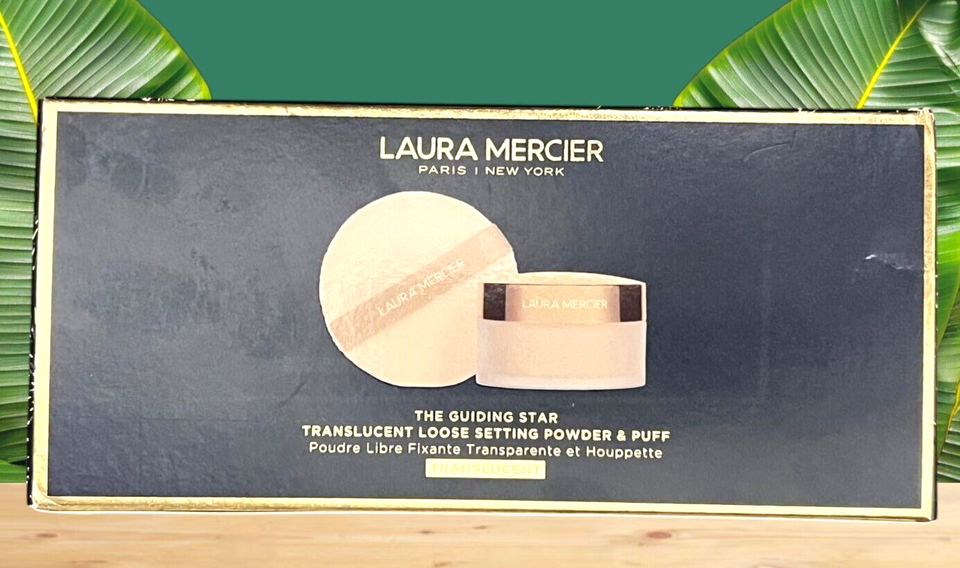 LAURA MERCIER
PARIS | NEW YORK
LAURA MERCIER
LAURA MERCIER
THE GUIDING STAR
TRANSLUCENT LOOSE SETTING POWDER & PUFF
Poudre Libre Fixante Transparente et Houppette
TRANSLUCENT